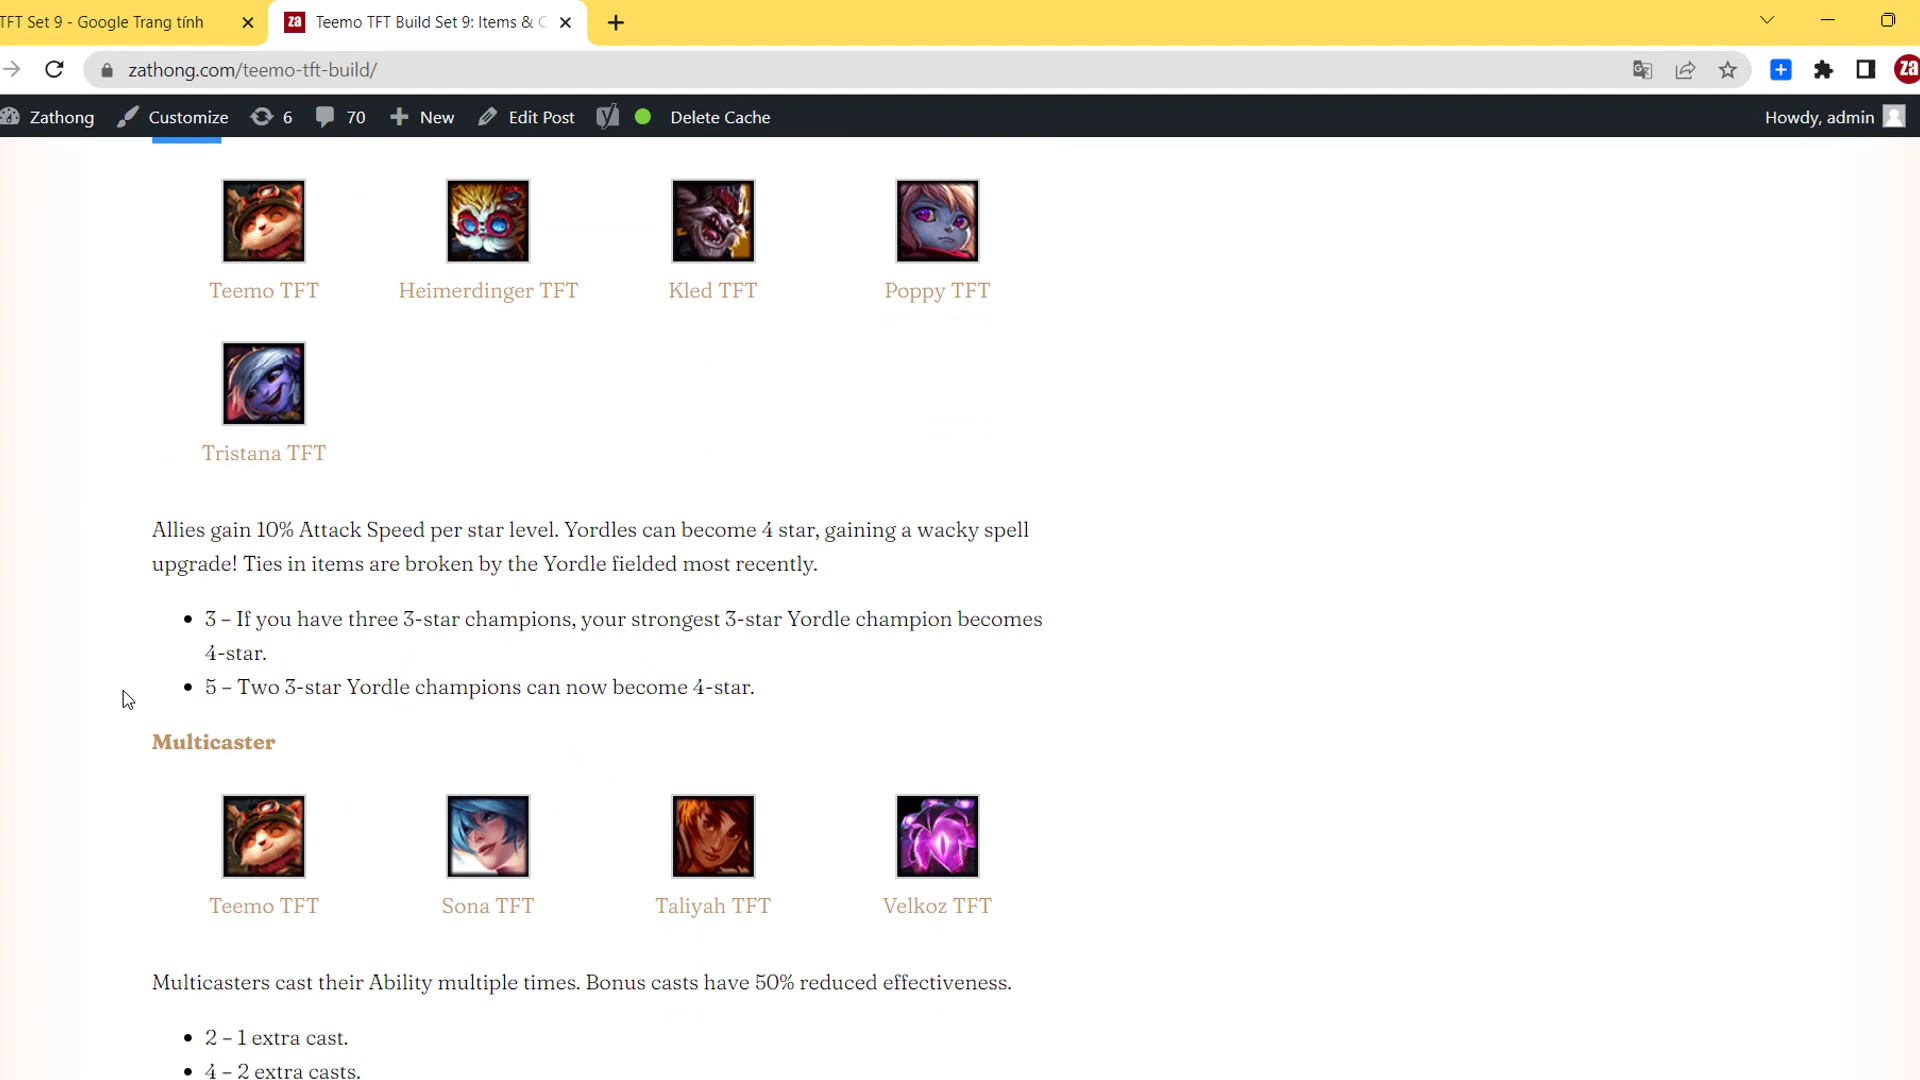 TFT Set 9 - Google Trang tính
za Teemo TFT Build Set 9: Items & C
zathong.com/teemo-tft-build/
za
Zathong Customize 6 70 New Edit Post Delete Cache Howdy, admin
Teemo TFT Heimerdinger TFT Kled TFT Poppy TFT
Tristana TFT
Allies gain 10% Attack Speed per star level. Yordles can become 4 star, gaining a wacky spell
upgrade! Ties in items are broken by the Yordle fielded most recently.
3 – If you have three 3-star champions, your strongest 3-star Yordle champion becomes
4-star.
5 – Two 3-star Yordle champions can now become 4-star.
Multicaster
Teemo TFT Sona TFT Taliyah TFT Velkoz TFT
Multicasters cast their Ability multiple times. Bonus casts have 50% reduced effectiveness.
2 – 1 extra cast.
4 – 2 extra casts.